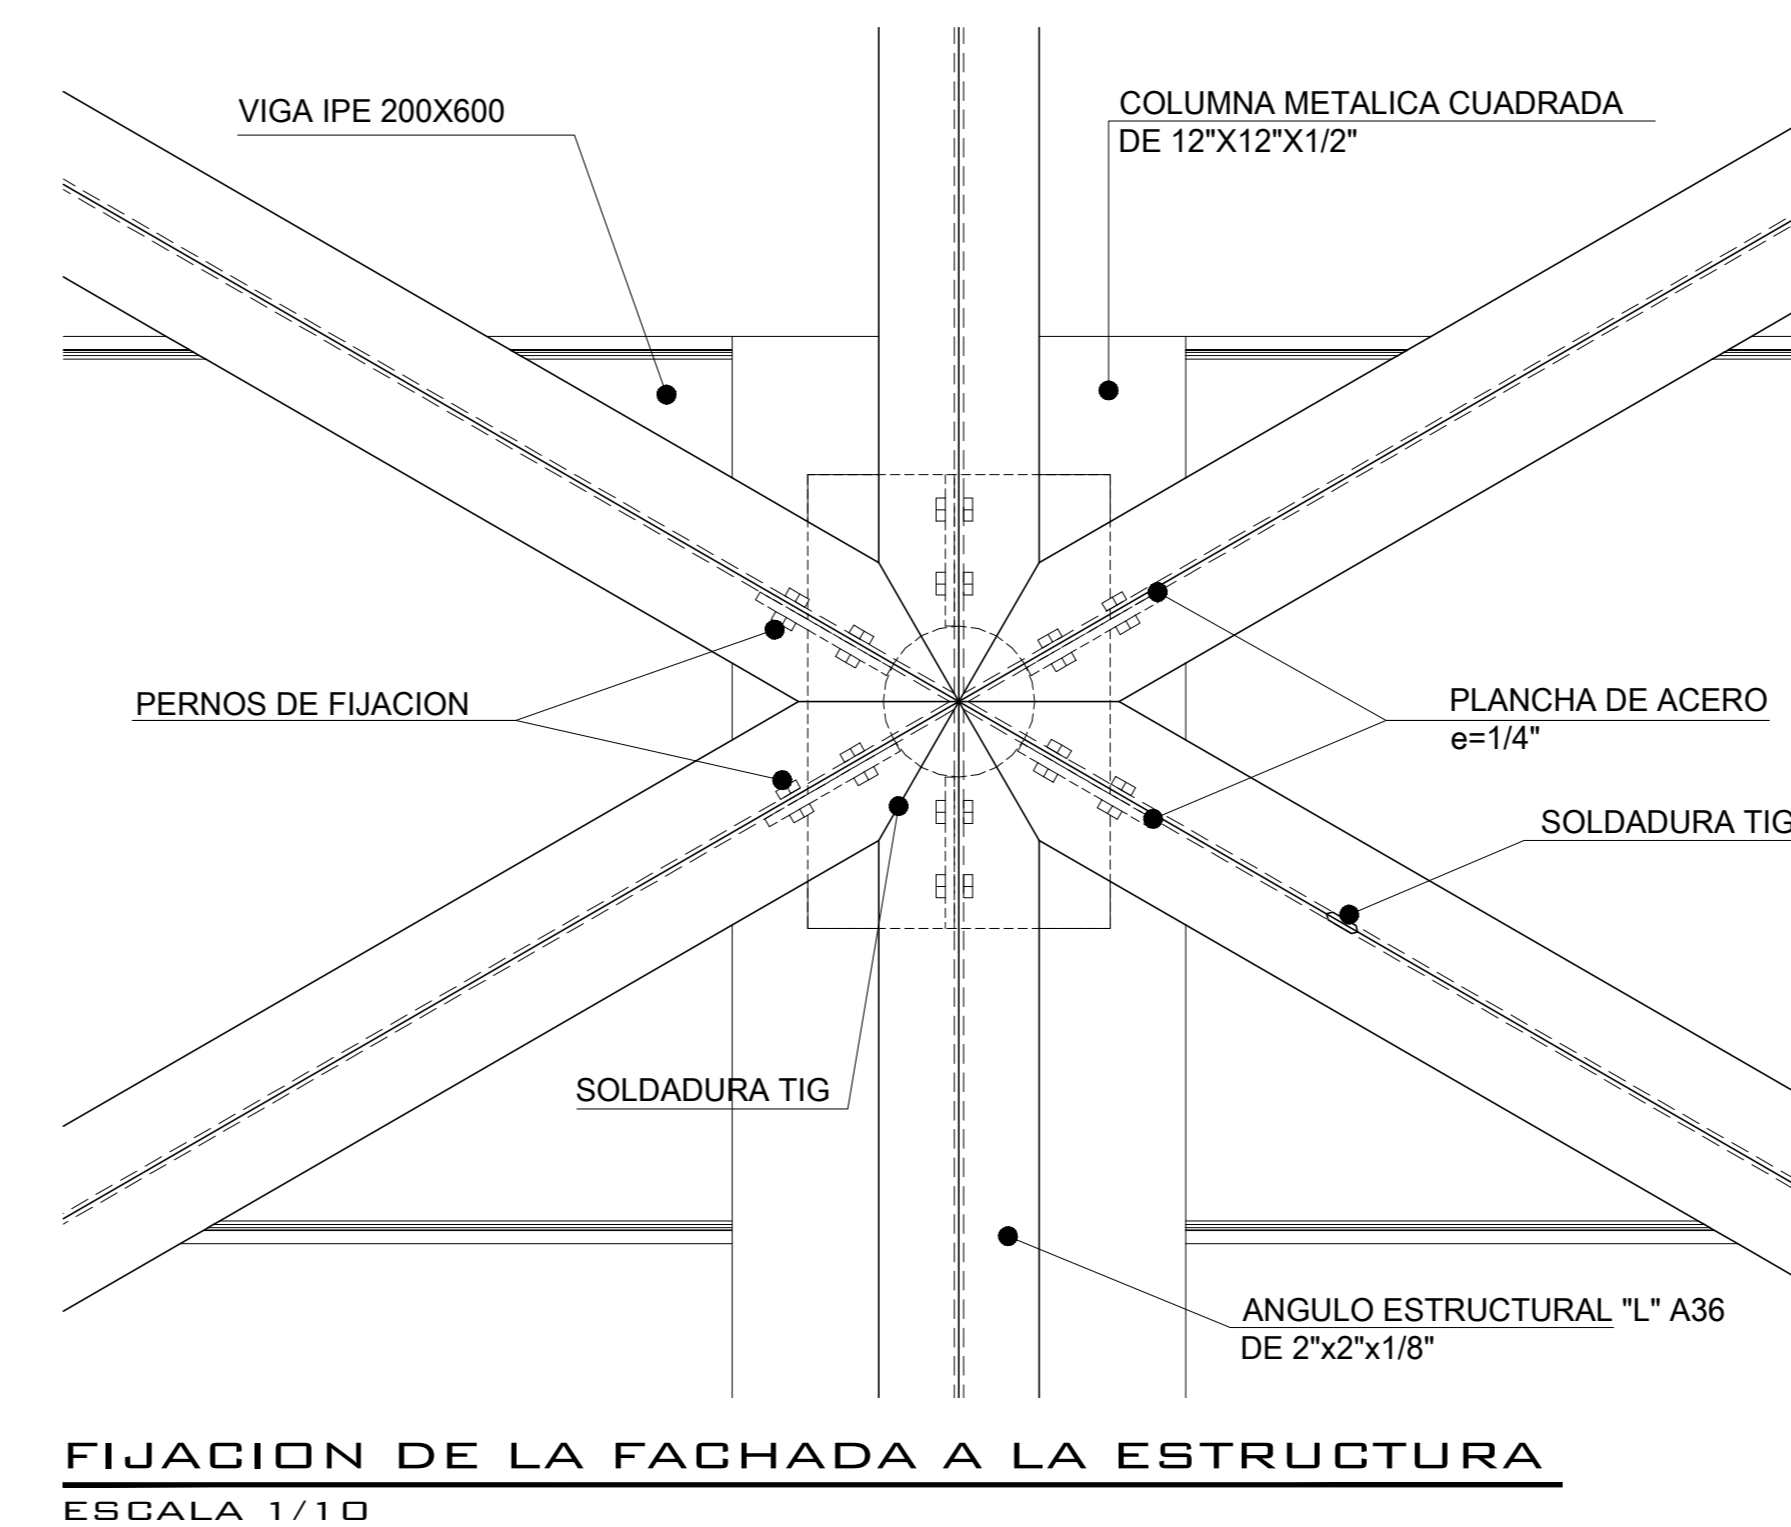 VIGA IPE 200X600
COLUMNA METALICA CUADRADA
DE 12"X12"X1/2"
PERNOS DE FIJACION
PLANCHA DE ACERO
e=1/4"
SOLDADURA TIG
SOLDADURA TIG
ANGULO ESTRUCTURAL "L" A36
DE 2"x2"x1/8"
FIJACION DE LA FACHADA A LA ESTRUCTURA
ESCALA 1/10